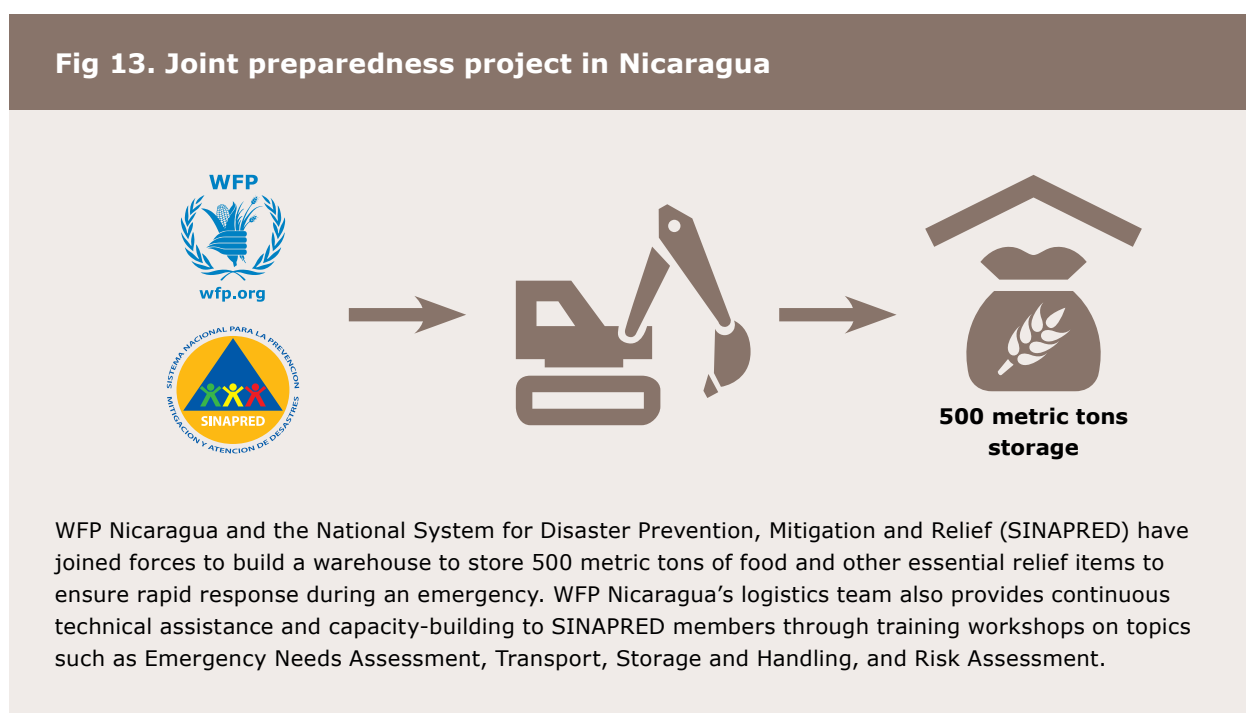 Fig 13. Joint preparedness project in Nicaragua
WFP
wfp.org
SISTEMA NACIONAL PARA LA PREVENCION
MITIGACION Y ATENCION DE DESASTRES
SINAPRED
500 metric tons
storage
WFP Nicaragua and the National System for Disaster Prevention, Mitigation and Relief (SINAPRED) have
joined forces to build a warehouse to store 500 metric tons of food and other essential relief items to
ensure rapid response during an emergency. WFP Nicaragua’s logistics team also provides continuous
technical assistance and capacity-building to SINAPRED members through training workshops on topics
such as Emergency Needs Assessment, Transport, Storage and Handling, and Risk Assessment.